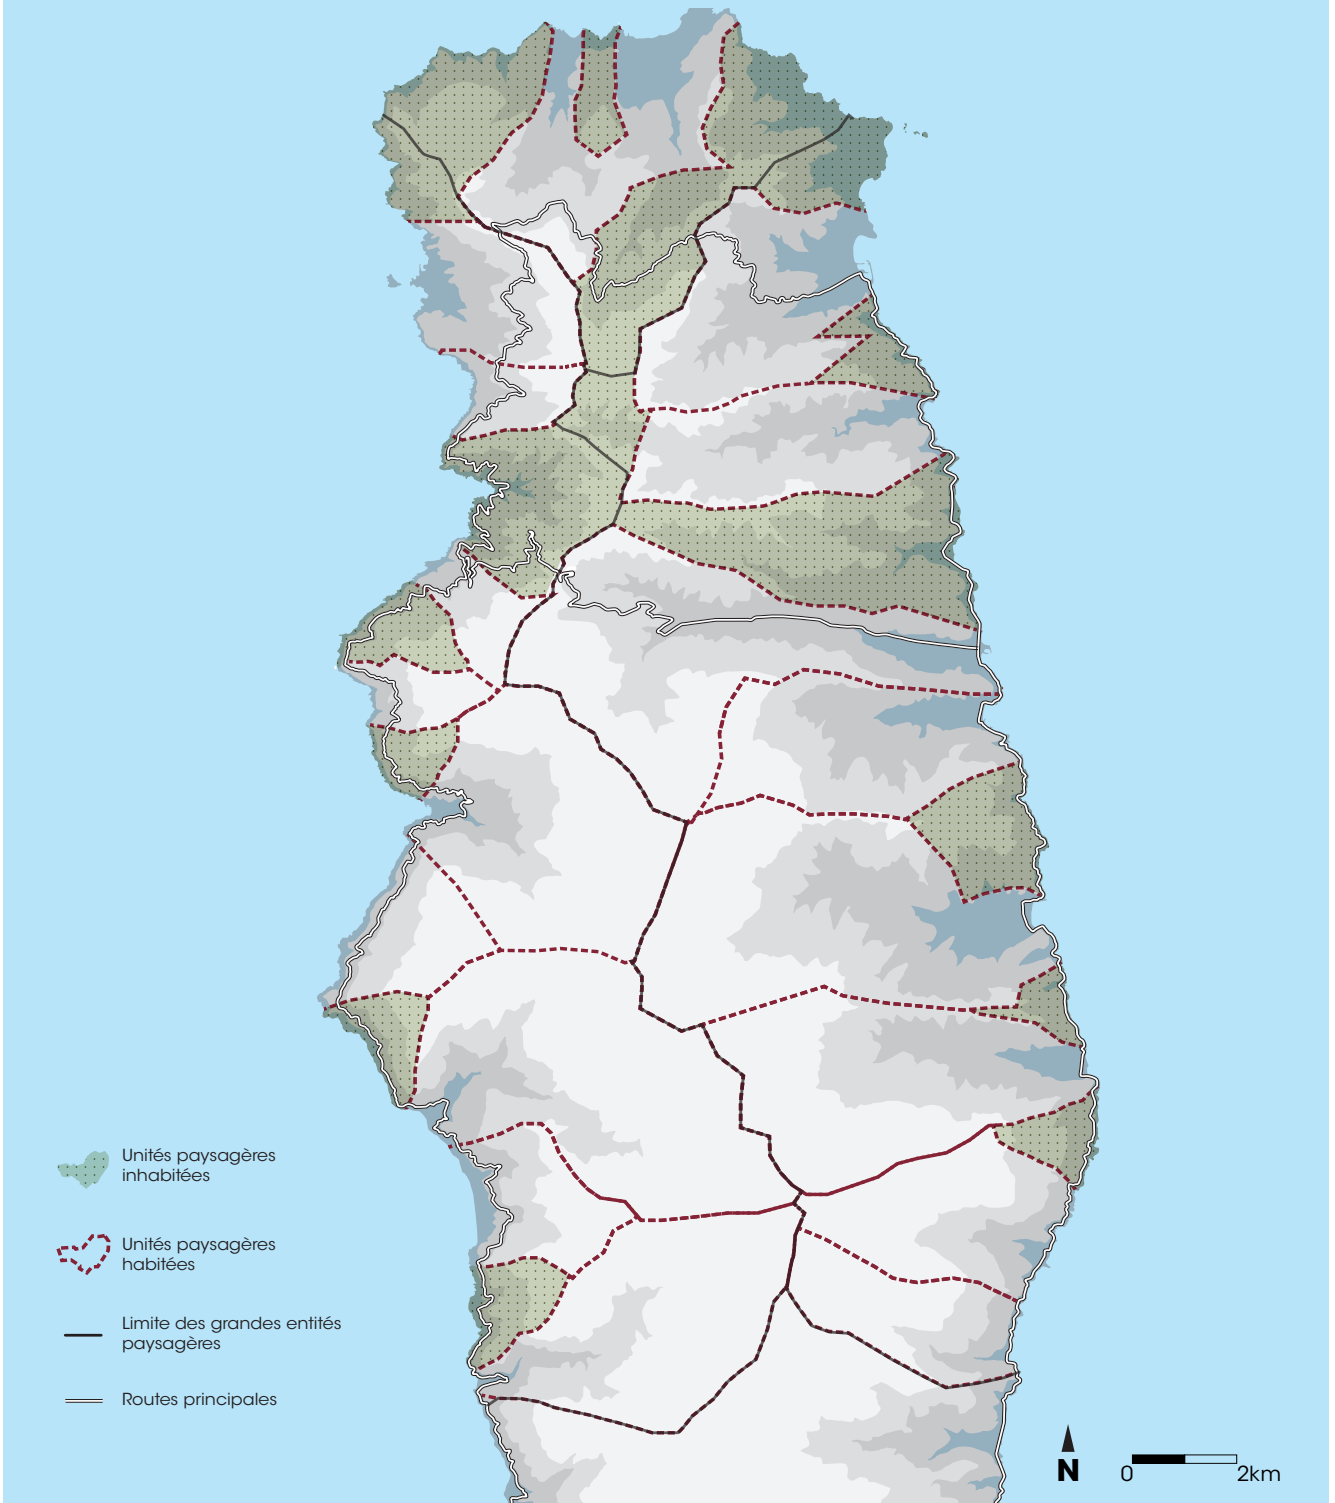 Unités paysagères
inhabitées
Unités paysagères
habitées
Limite des grandes entités
paysagères
Routes principales
N
0 2km